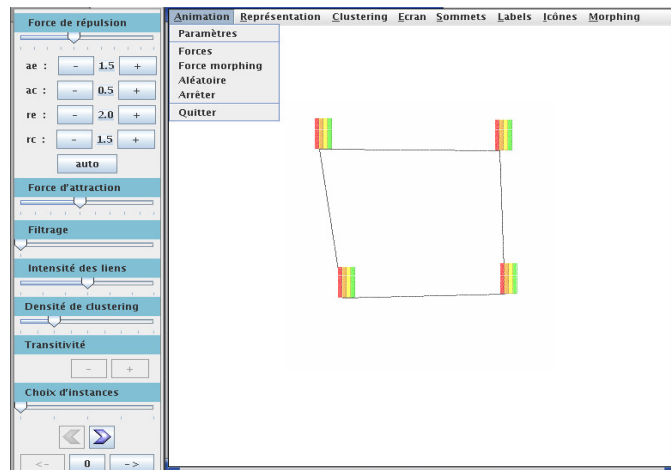 Force de répulsion
ae : - 1.5 +
ac : - 0.5 +
re : - 2.0 +
rc : - 1.5 +
auto
Force d'attraction
Filtrage
Intensité des liens
Densité de clustering
Transitivité
- +
Choix d'instances
<- 0 ->
Animation Représentation Clustering Ecran Sommets Labels Icônes Morphing
Paramètres
Forces
Force morphing
Aléatoire
Arrêter
Quitter